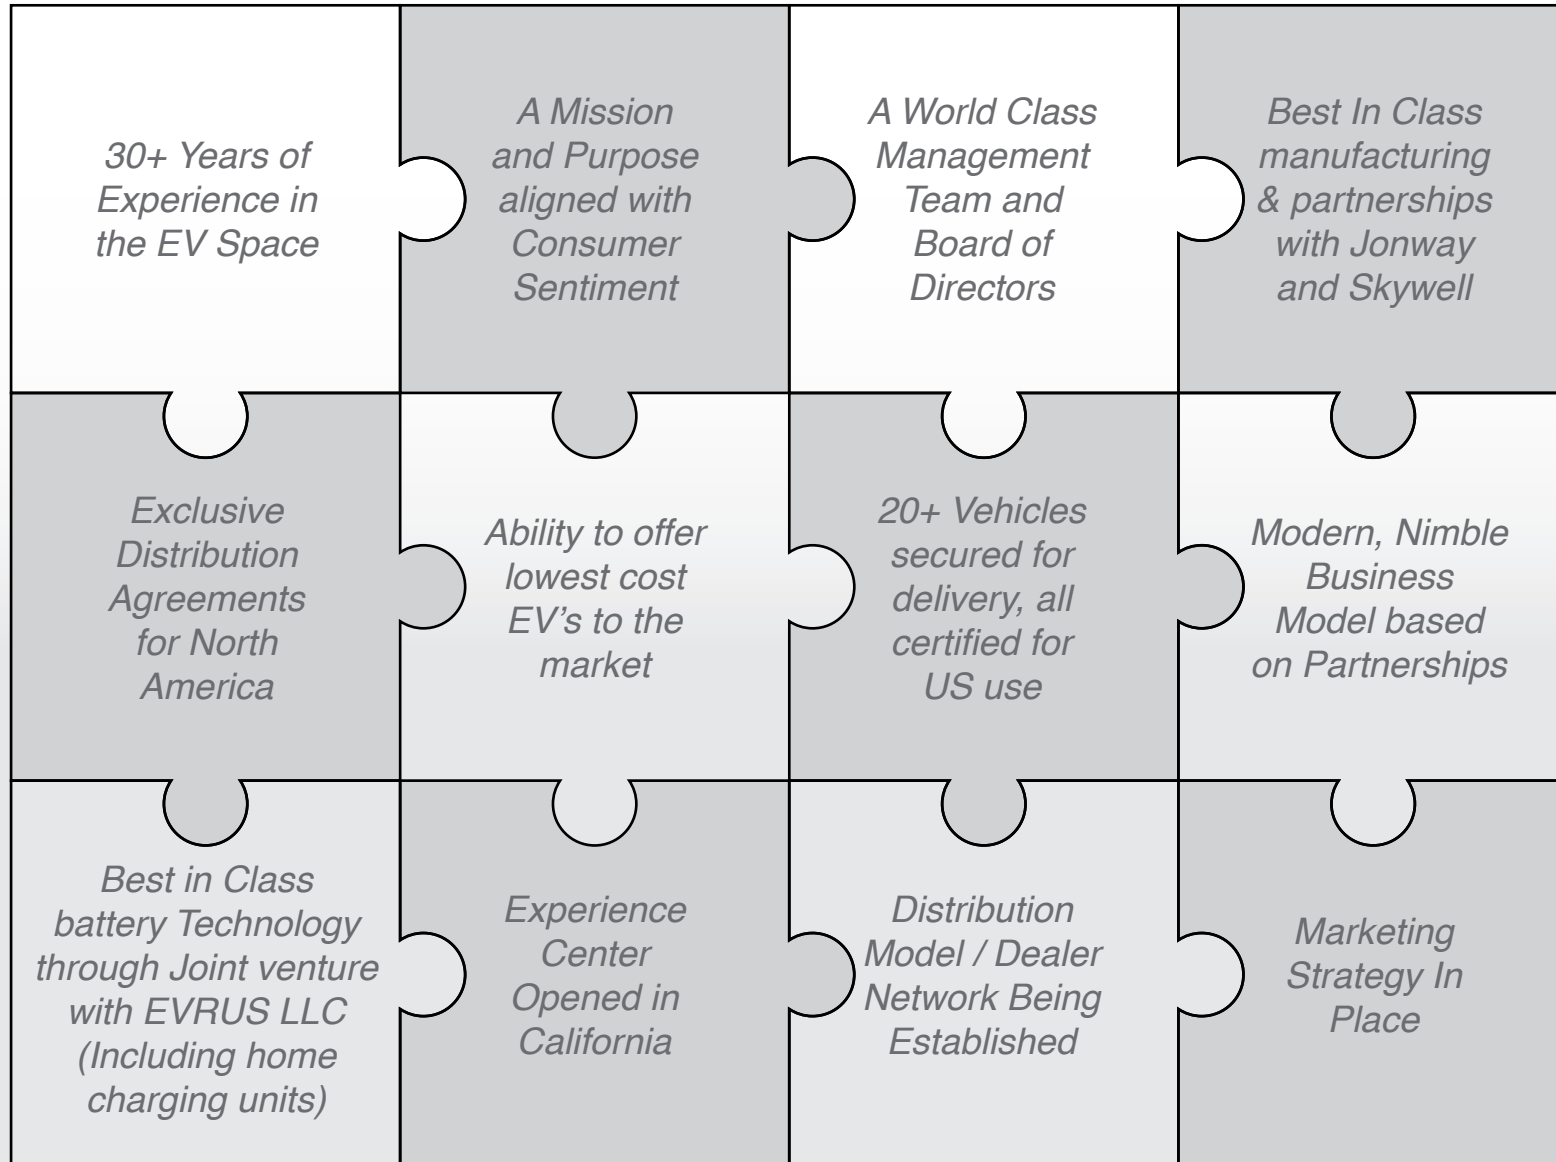 30+ Years of
Experience in
the EV Space
A Mission
and Purpose
aligned with
Consumer
Sentiment
A World Class
Management
Team and
Board of
Directors
Best In Class
manufacturing
& partnerships
with Jonway
and Skywell
Exclusive
Distribution
Agreements
for North
America
Ability to offer
lowest cost
EV’s to the
market
20+ Vehicles
secured for
delivery, all
certified for
US use
Modern, Nimble
Business
Model based
on Partnerships
Best in Class
battery Technology
through Joint venture
with EVRUS LLC
(Including home
charging units)
Experience
Center
Opened in
California
Distribution
Model / Dealer
Network Being
Established
Marketing
Strategy In
Place